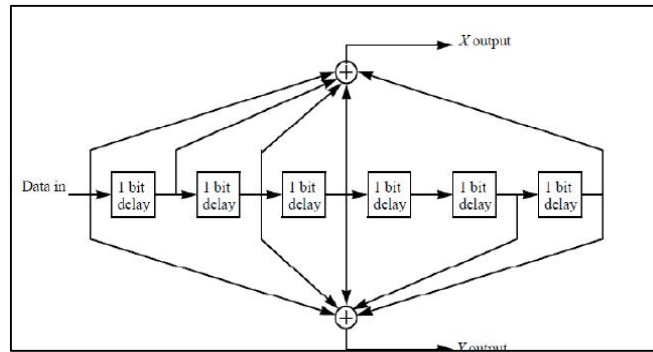 X output
Data in
1 bit delay
1 bit delay
1 bit delay
1 bit delay
1 bit delay
1 bit delay
Y output